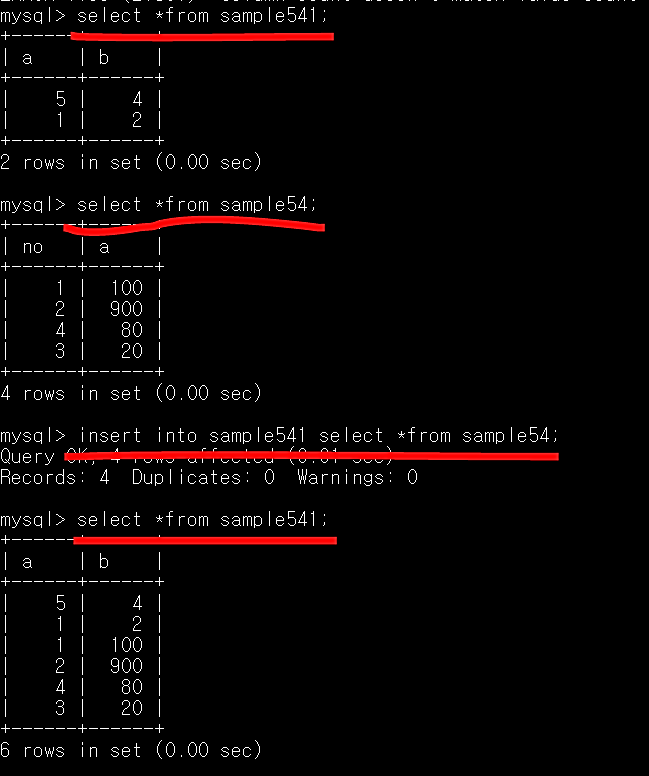 mysql> select *from sample541;
+------+------+
| a    | b    |
+------+------+
|    5 |    4 |
|    1 |    2 |
+------+------+
2 rows in set (0.00 sec)
mysql> select *from sample54;
+------+------+
| no   | a    |
+------+------+
|    1 |  100 |
|    2 |  900 |
|    4 |   80 |
|    3 |   20 |
+------+------+
4 rows in set (0.00 sec)
mysql> insert into sample541 select *from sample54;
Query OK, 4 rows affected (0.01 sec)
Records: 4  Duplicates: 0  Warnings: 0
mysql> select *from sample541;
+------+------+
| a    | b    |
+------+------+
|    5 |    4 |
|    1 |    2 |
|    1 |  100 |
|    2 |  900 |
|    4 |   80 |
|    3 |   20 |
+------+------+
6 rows in set (0.00 sec)